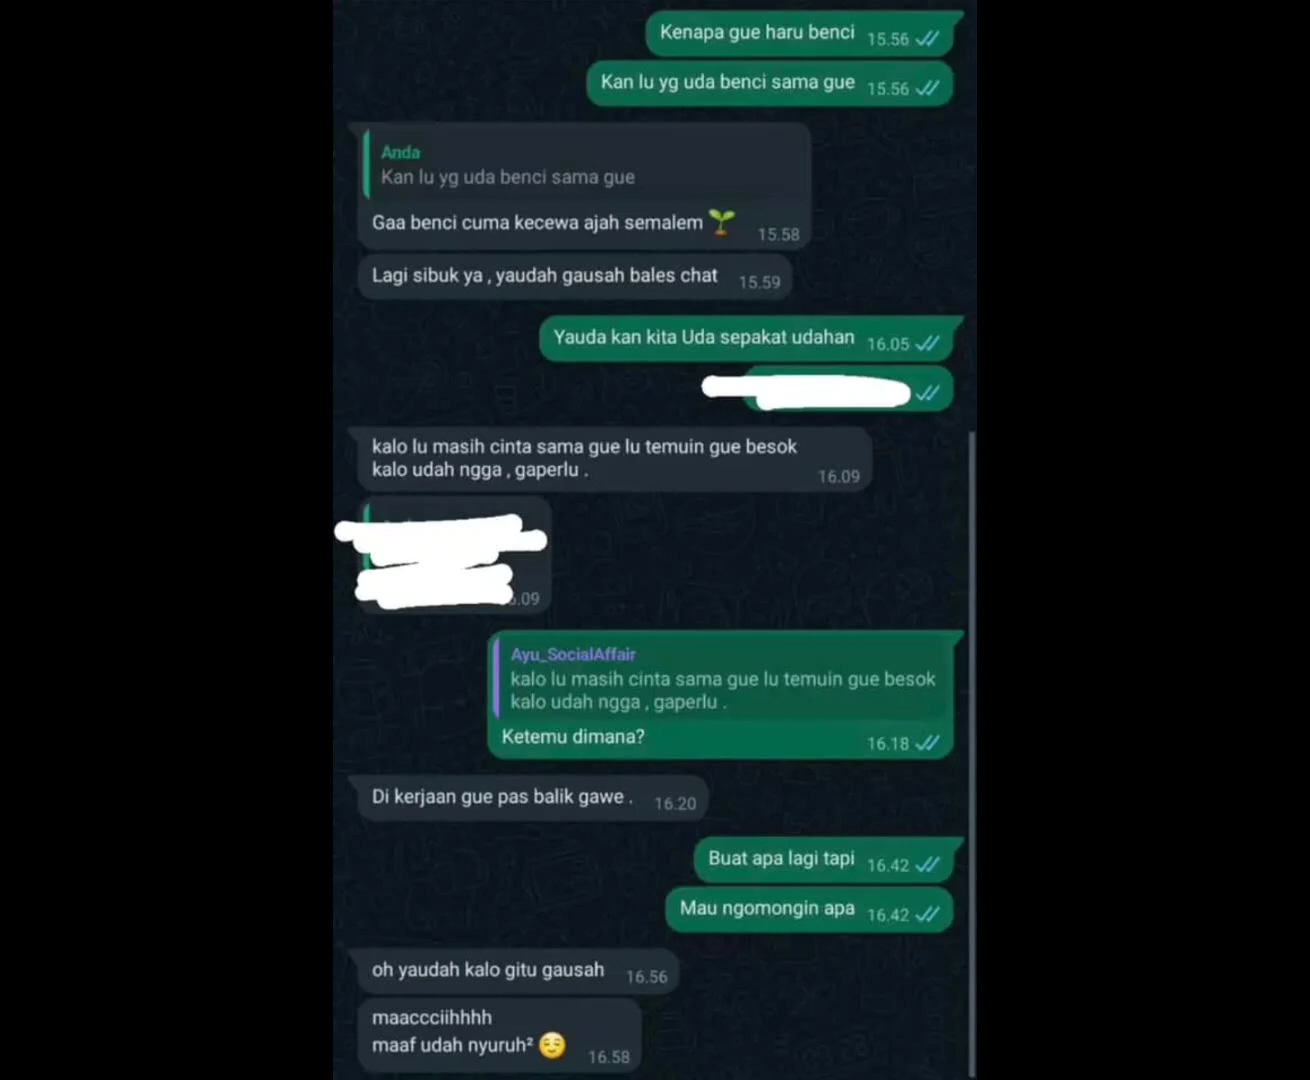 Kenapa gue haru benci 15.56
Kan lu yg uda benci sama gue 15.56
Anda
Kan lu yg uda benci sama gue
Gaa benci cuma kecewa ajah semalem 🌱 15.58
Lagi sibuk ya , yaudah gausah bales chat 15.59
Yauda kan kita Uda sepakat udahan 16.05
kalo lu masih cinta sama gue lu temuin gue besok
kalo udah ngga , gaperlu . 16.09
.09
Ayu_SocialAffair
kalo lu masih cinta sama gue lu temuin gue besok
kalo udah ngga , gaperlu .
Ketemu dimana? 16.18
Di kerjaan gue pas balik gawe . 16.20
Buat apa lagi tapi 16.42
Mau ngomongin apa 16.42
oh yaudah kalo gitu gausah 16.56
maaccciihhhh
maaf udah nyuruh² 😌 16.58